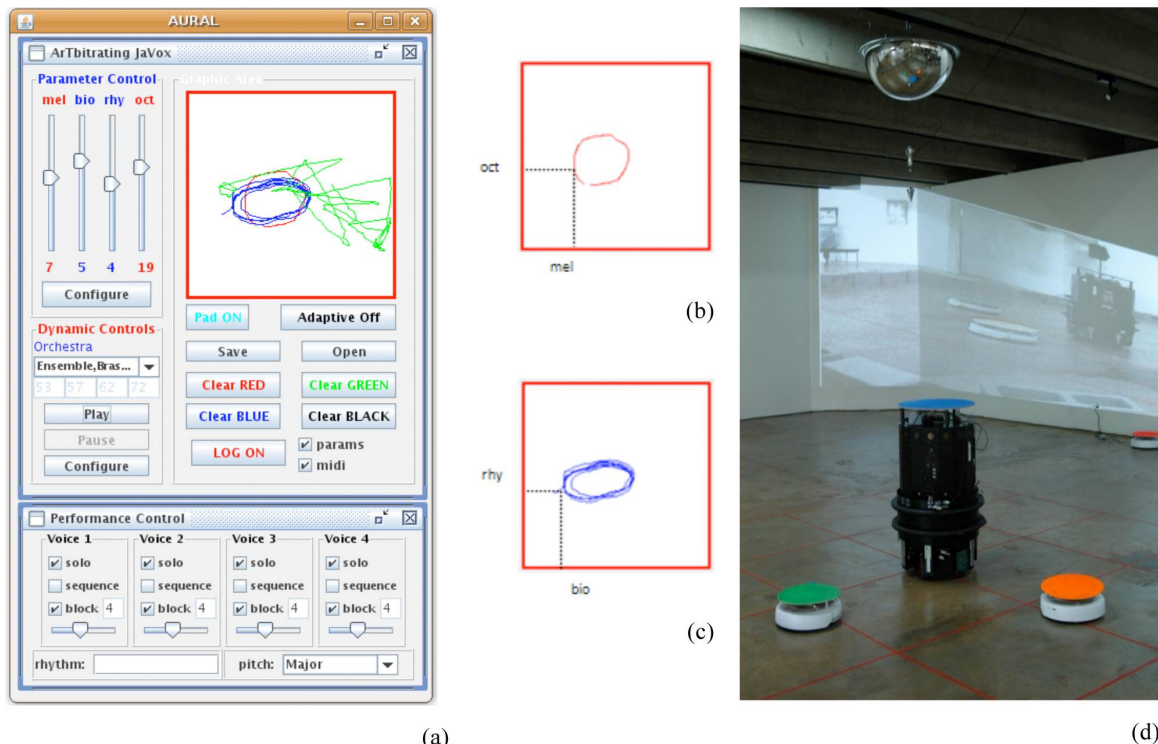 AURAL
ArTbitrating JaVox
Parameter Control
mel bio rhy oct
7 5 4 19
Configure
Dynamic Controls
Orchestra
Ensemble,Bras...
53 57 62 72
Play
Pause
Configure
Graphic Area
Pad ON Adaptive Off
Save Open
Clear RED Clear GREEN
Clear BLUE Clear BLACK
LOG ON params
midi
Performance Control
Voice 1 Voice 2 Voice 3 Voice 4
solo solo solo solo
sequence sequence sequence sequence
block 4 block 4 block 4 block 4
rhythm: pitch: Major
(a)
oct
mel
(b)
rhy
bio
(c)
(d)